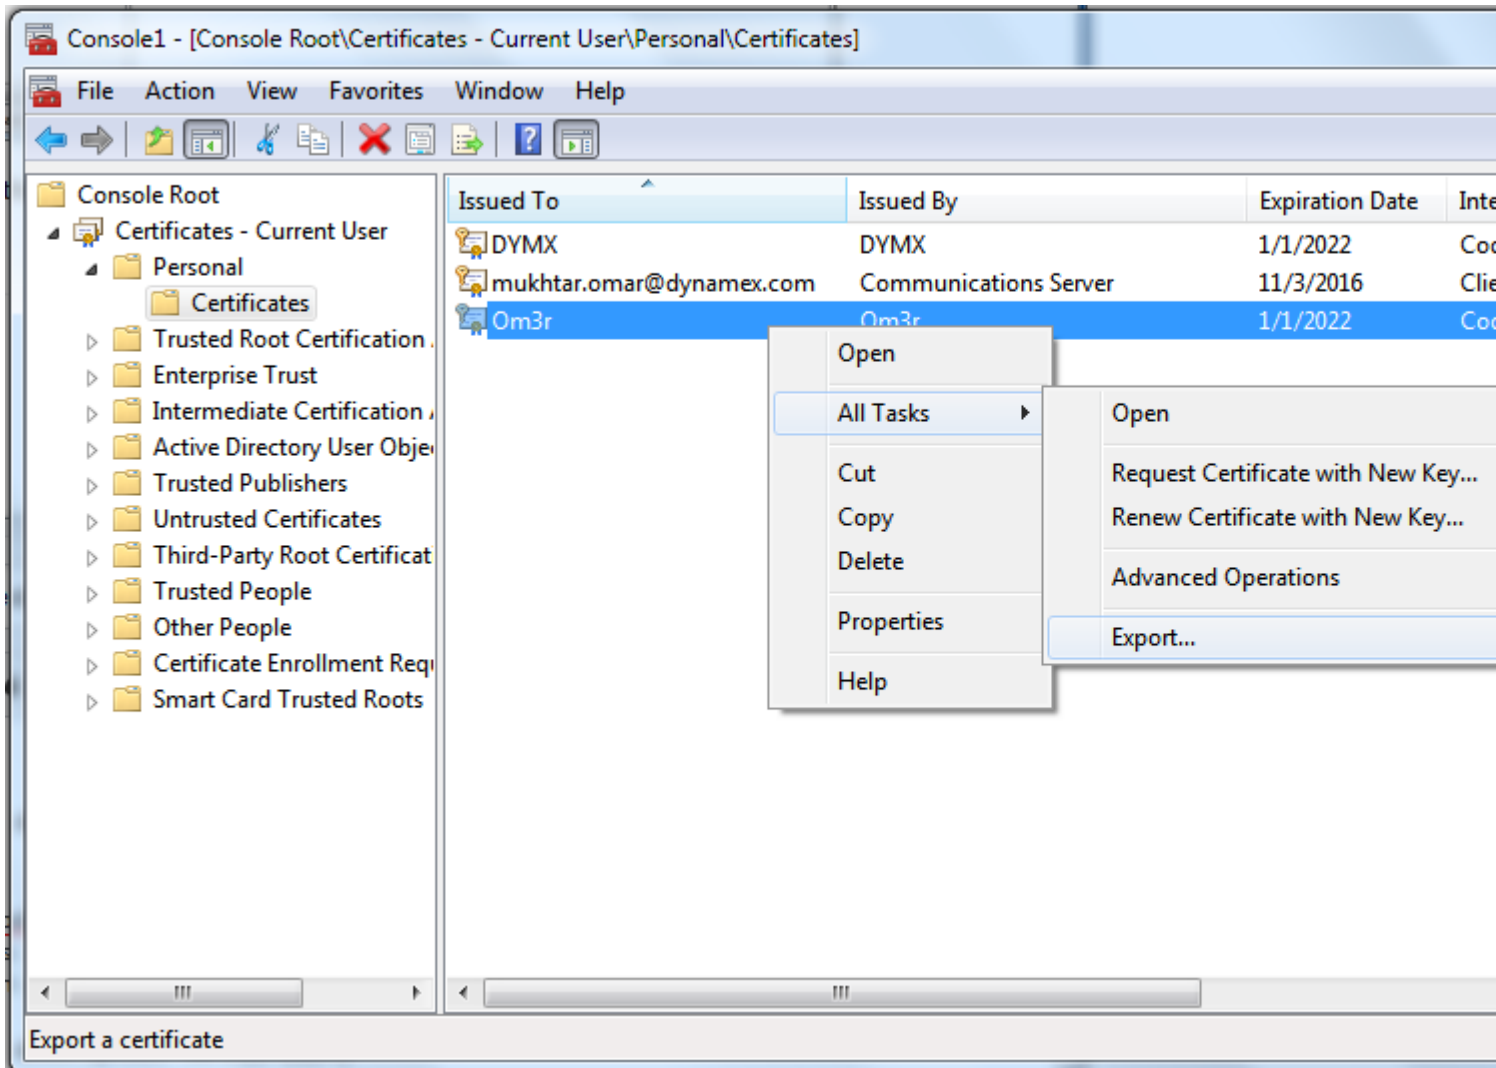 Console1 - [Console Root\Certificates - Current User\Personal\Certificates]
File Action View Favorites Window Help
Console Root
Certificates - Current User
Personal
Certificates
Trusted Root Certification
Enterprise Trust
Intermediate Certification
Active Directory User Obje
Trusted Publishers
Untrusted Certificates
Third-Party Root Certificat
Trusted People
Other People
Certificate Enrollment Requ
Smart Card Trusted Roots
Issued To Issued By Expiration Date Inte
DYMX DYMX 1/1/2022 Coo
mukhtar.omar@dynamex.com Communications Server 11/3/2016 Clie
Om3r Om3r 1/1/2022 Coo
Open
All Tasks
Cut
Copy
Delete
Properties
Help
Open
Request Certificate with New Key...
Renew Certificate with New Key...
Advanced Operations
Export...
Export a certificate